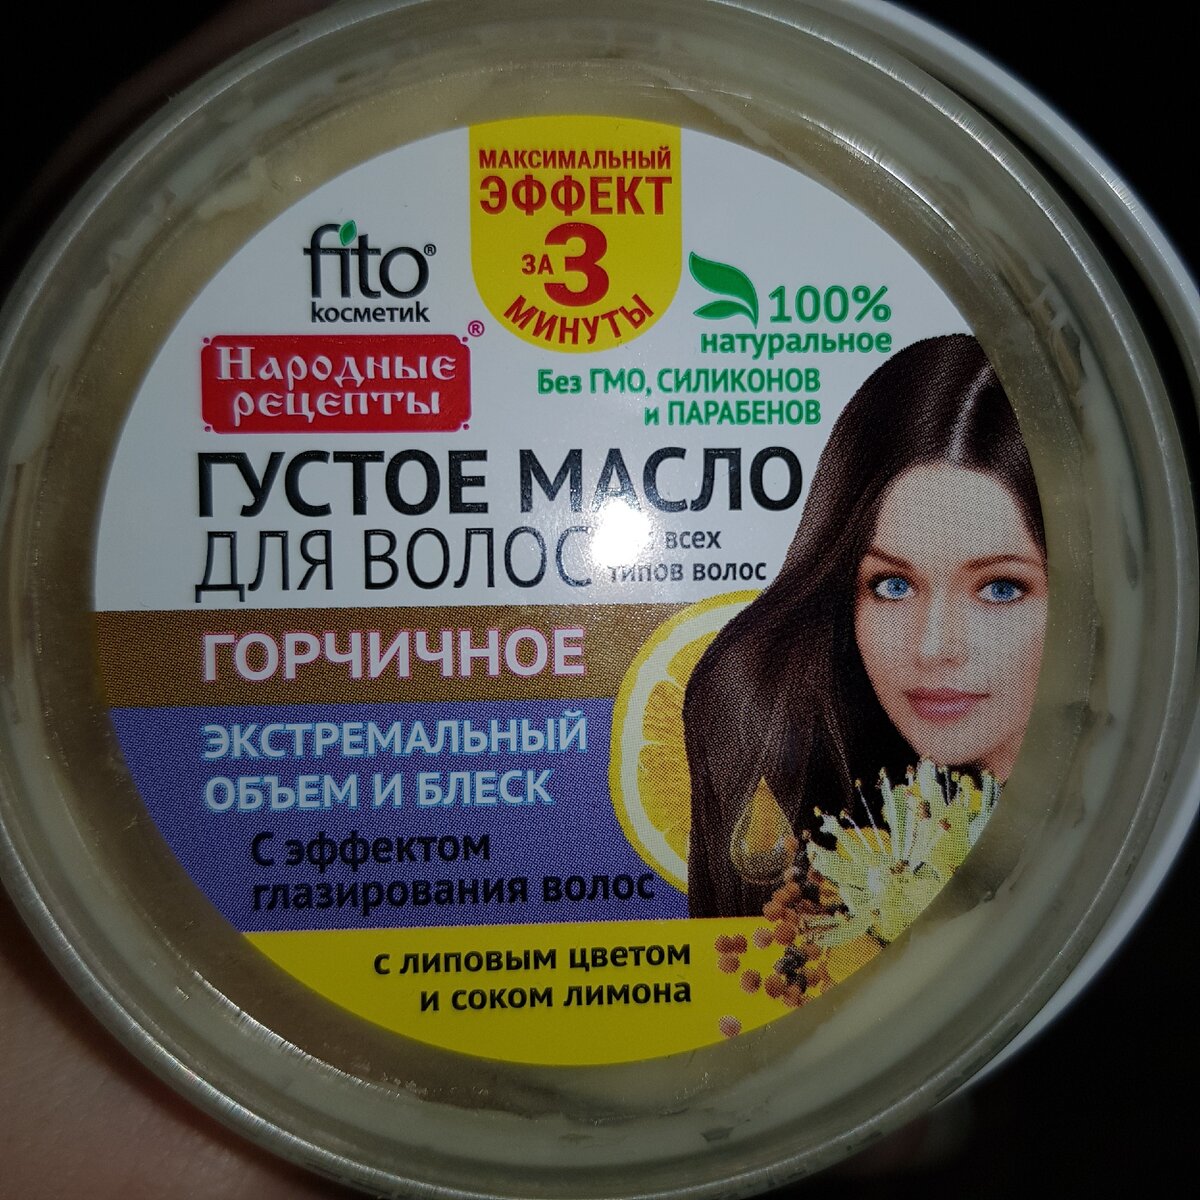 МАКСИМАЛЬНЫЙ
ЭФФЕКТ
ЗА 3
МИНУТЫ
fito®
косметик
Народные
рецепты®
100%
натуральное
Без ГМО, СИЛИКОНОВ
и ПАРАБЕНОВ
ГУСТОЕ МАСЛО
ДЛЯ ВОЛОС
всех
типов волос
ГОРЧИЧНОЕ
ЭКСТРЕМАЛЬНЫЙ
ОБЪЕМ И БЛЕСК
С эффектом
глазирования волос
с липовым цветом
и соком лимона